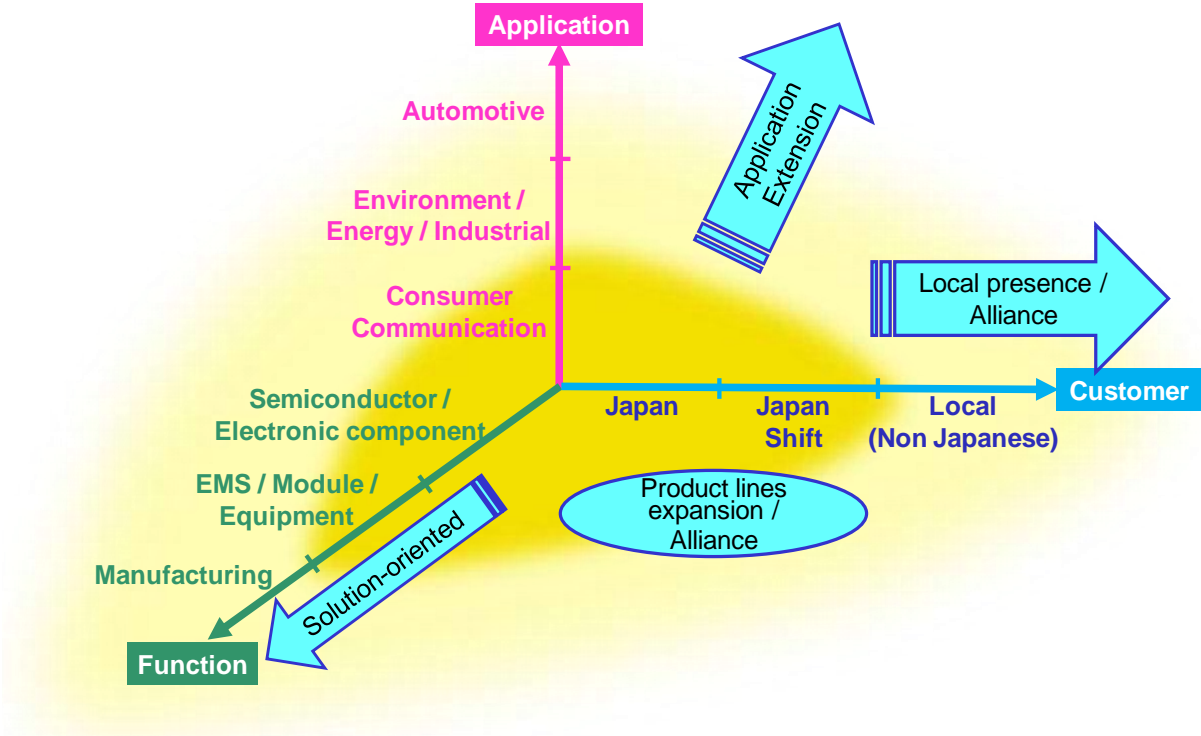 Application
Automotive
Environment /
Energy / Industrial
Consumer
Communication
Application
Extension
Local presence /
Alliance
Customer
Japan
Japan
Shift
Local
(Non Japanese)
Semiconductor /
Electronic component
EMS / Module /
Equipment
Manufacturing
Function
Solution-oriented
Product lines
expansion /
Alliance